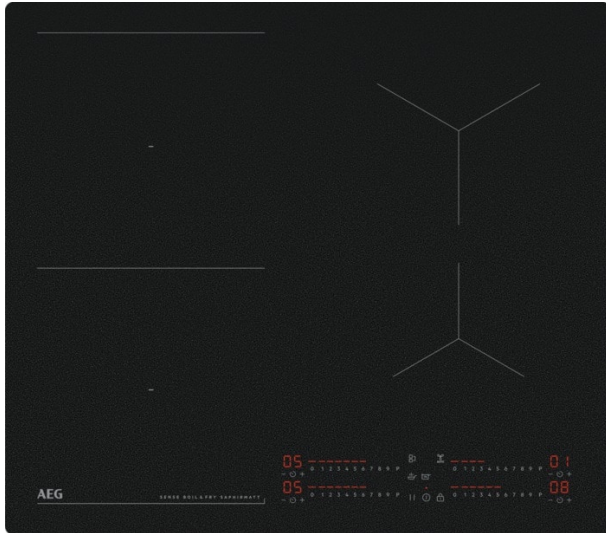 05 0 1 2 3 4 5 6 7 8 9 P 0 1 2 3 4 5 6 7 8 9 P 01
05 0 1 2 3 4 5 6 7 8 9 P 0 1 2 3 4 5 6 7 8 9 P 08
AEG SENSE BOIL&FRY SAPHIRMATT